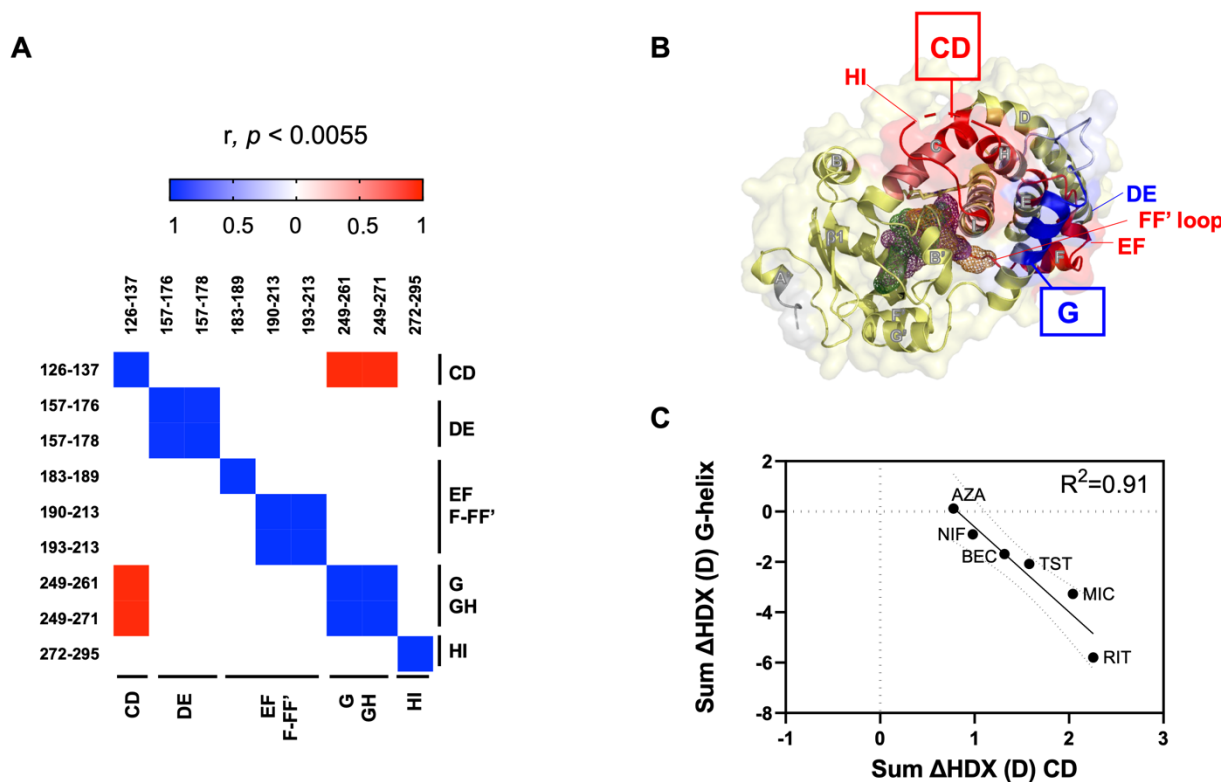 A
r, p < 0.0055
1 0.5 0 0.5 1
126-137 157-176 157-178 183-189 190-213 193-213 249-261 249-271 272-295
126-137 CD
157-176
DE
157-178
183-189
EF
190-213
F-FF’
193-213
249-261 G
249-271 GH
272-295 HI
CD DE EF F-FF’ G GH HI
B
CD
HI
D
C
H
B
E
DE
FF’ loop
I
β1
B’
F
EF
A
G
F’
G’
C
R2=0.91
Sum ΔHDX (D) G-helix
2
0
-2
-4
-6
-8
AZA
NIF
BEC
TST
MIC
RIT
-1 0 1 2 3
Sum ΔHDX (D) CD